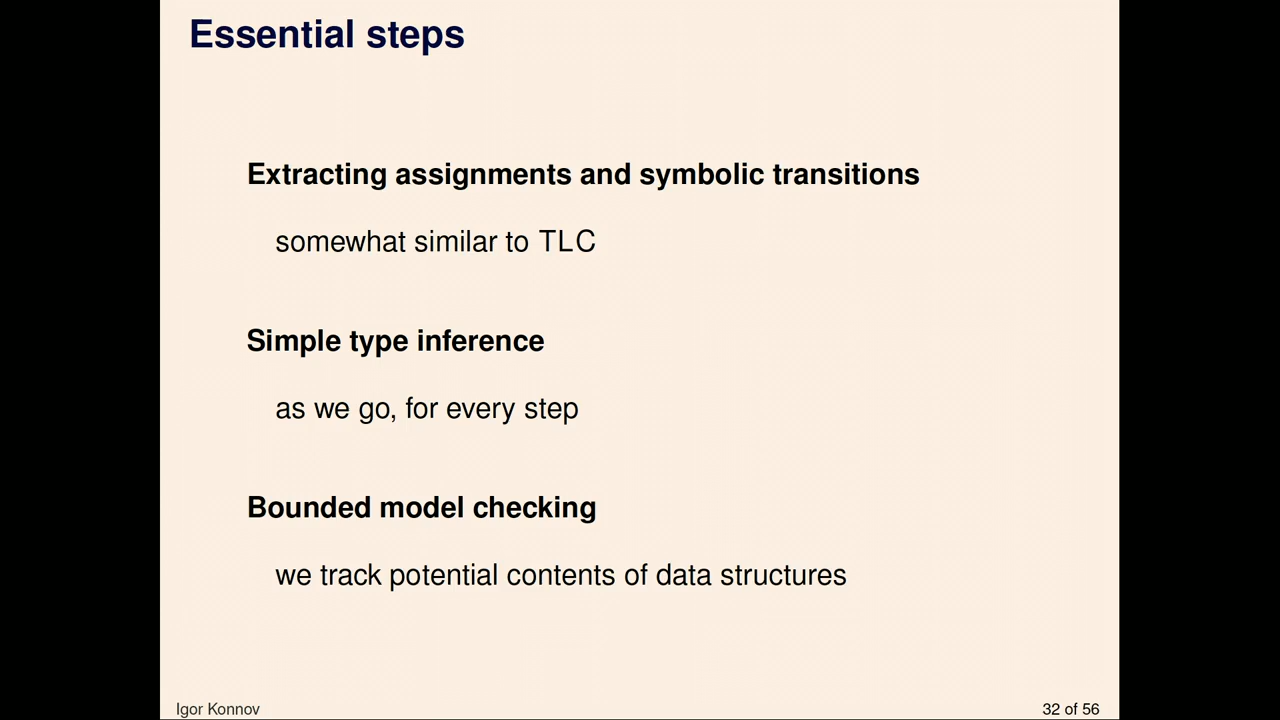 Essential steps
Extracting assignments and symbolic transitions
somewhat similar to TLC
Simple type inference
as we go, for every step
Bounded model checking
we track potential contents of data structures
Igor Konnov
32 of 56